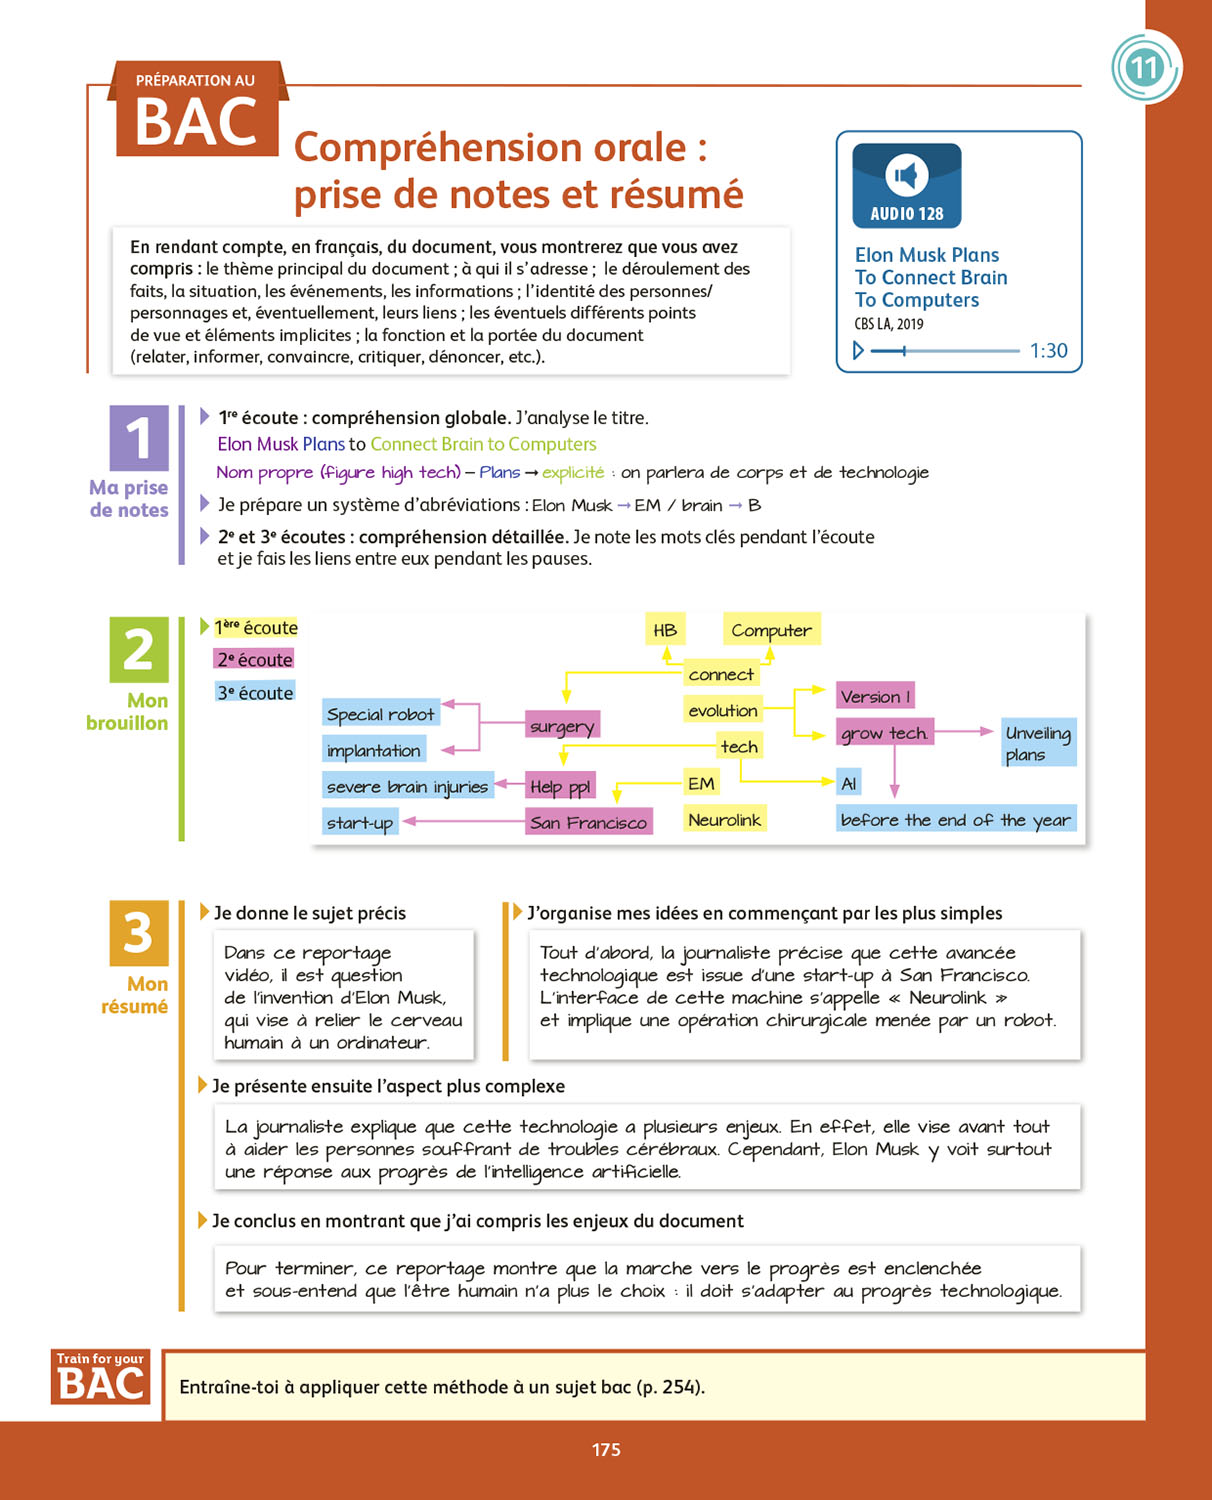 11
PRÉPARATION AU
BAC
Compréhension orale :
prise de notes et résumé
En rendant compte, en français, du document, vous montrerez que vous avez
compris : le thème principal du document ; à qui il s'adresse ; le déroulement des
faits, la situation, les événements, les informations ; l'identité des personnes/
personnages et, éventuellement, leurs liens ; les éventuels différents points
de vue et éléments implicites ; la fonction et la portée du document
(relater, informer, convaincre, critiquer, dénoncer, etc.).
AUDIO 128
Elon Musk Plans
To Connect Brain
To Computers
CBS LA, 2019
1:30
1
Ma prise
de notes
1re écoute : compréhension globale. J'analyse le titre.
Elon Musk Plans to Connect Brain to Computers
Nom propre (figure high tech) – Plans → explicité : on parlera de corps et de technologie
Je prépare un système d'abréviations : Elon Musk → EM / brain → B
2e et 3e écoutes : compréhension détaillée. Je note les mots clés pendant l'écoute
et je fais les liens entre eux pendant les pauses.
2
Mon
brouillon
1ère écoute
2e écoute
3e écoute
HB
Computer
connect
Version 1
evolution
Special robot
surgery
grow tech.
Unveiling
plans
implantation
tech
severe brain injuries
Help ppl
EM
AI
start-up
San Francisco
Neurolink
before the end of the year
3
Mon
résumé
Je donne le sujet précis
Dans ce reportage
vidéo, il est question
de l'invention d'Elon Musk,
qui vise à relier le cerveau
humain à un ordinateur.
J'organise mes idées en commençant par les plus simples
Tout d'abord, la journaliste précise que cette avancée
technologique est issue d'une start-up à San Francisco.
L'interface de cette machine s'appelle « Neurolink »
et implique une opération chirurgicale menée par un robot.
Je présente ensuite l'aspect plus complexe
La journaliste explique que cette technologie a plusieurs enjeux. En effet, elle vise avant tout
à aider les personnes souffrant de troubles cérébraux. Cependant, Elon Musk y voit surtout
une réponse aux progrès de l'intelligence artificielle.
Je conclus en montrant que j'ai compris les enjeux du document
Pour terminer, ce reportage montre que la marche vers le progrès est enclenchée
et sous-entend que l'être humain n'a plus le choix : il doit s'adapter au progrès technologique.
Train for your
BAC
Entraîne-toi à appliquer cette méthode à un sujet bac (p. 254).
175